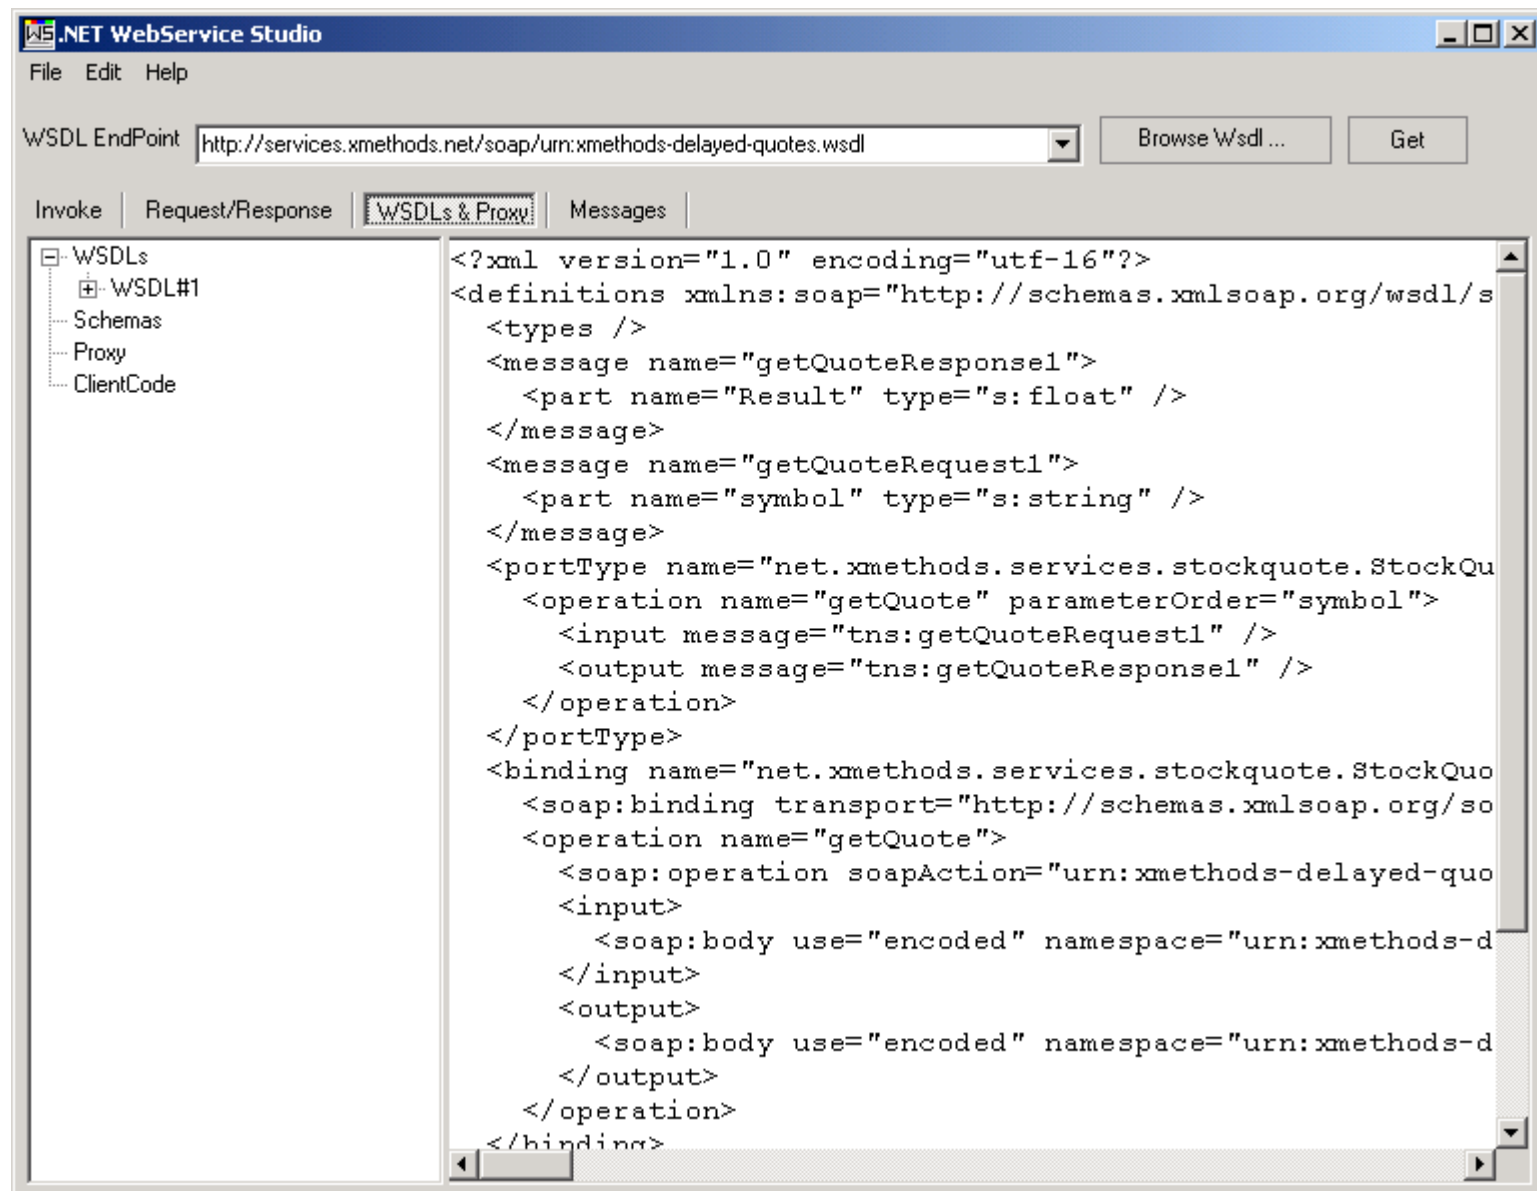 WS .NET WebService Studio
File Edit Help
WSDL EndPoint http://services.xmethods.net/soap/urn:xmethods-delayed-quotes.wsdl Browse Wsdl ... Get
Invoke Request/Response WSDLs & Proxy Messages
WSDLs
WSDL#1
Schemas
Proxy
ClientCode
<?xml version="1.0" encoding="utf-16"?>
<definitions xmlns:soap="http://schemas.xmlsoap.org/wsdl/s
<types />
<message name="getQuoteResponse1">
<part name="Result" type="s:float" />
</message>
<message name="getQuoteRequest1">
<part name="symbol" type="s:string" />
</message>
<portType name="net.xmethods.services.stockquote.StockQu
<operation name="getQuote" parameterOrder="symbol">
<input message="tns:getQuoteRequest1" />
<output message="tns:getQuoteResponse1" />
</operation>
</portType>
<binding name="net.xmethods.services.stockquote.StockQuo
<soap:binding transport="http://schemas.xmlsoap.org/so
<operation name="getQuote">
<soap:operation soapAction="urn:xmethods-delayed-quo
<input>
<soap:body use="encoded" namespace="urn:xmethods-d
</input>
<output>
<soap:body use="encoded" namespace="urn:xmethods-d
</output>
</operation>
</binding>